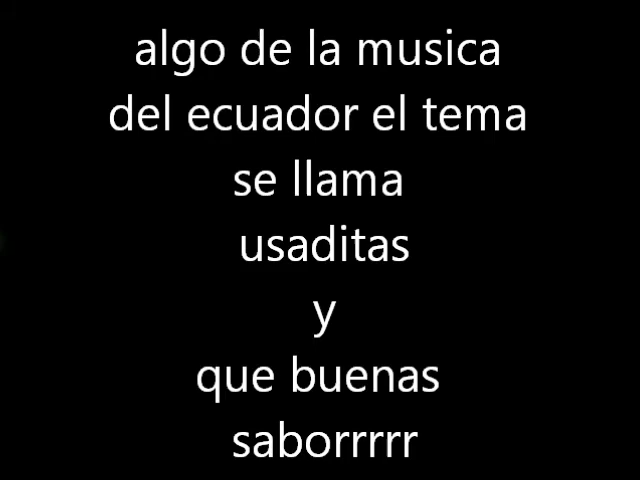 algo de la musica
del ecuador el tema
se llama
usaditas
y
que buenas
saborrrrr